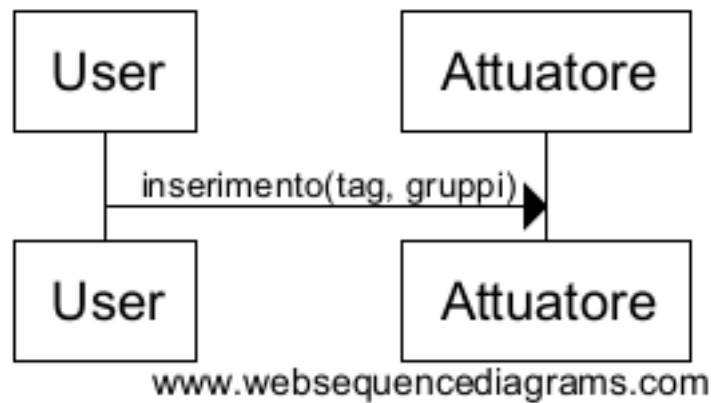 User Attuatore
inserimento(tag, gruppi)
User Attuatore
www.websequencediagrams.com